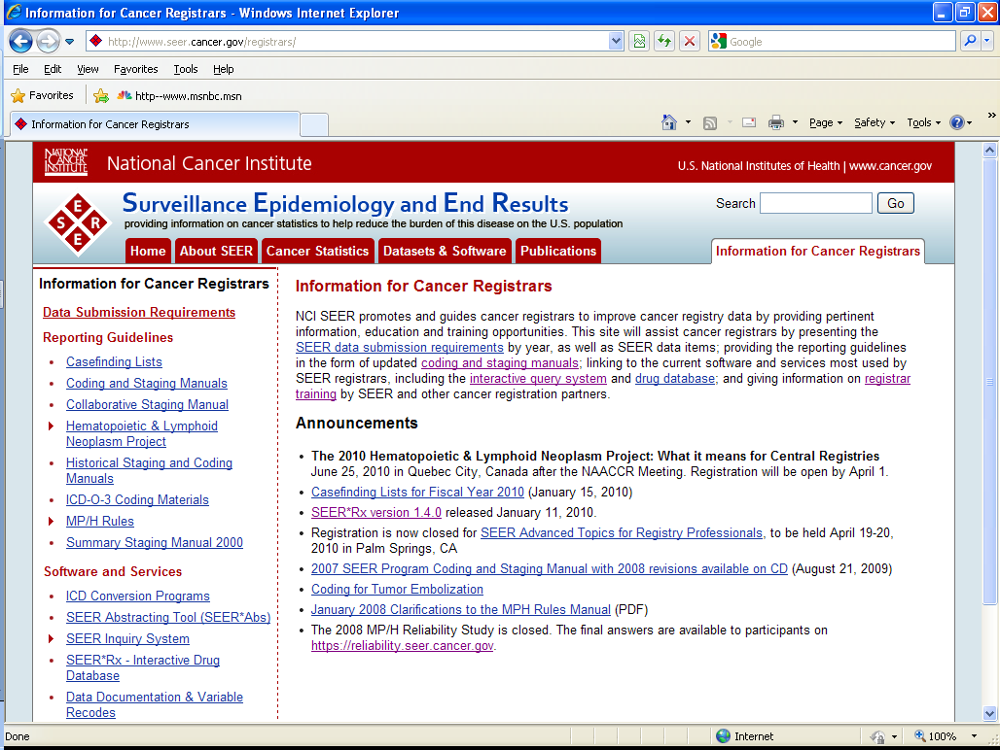 Information for Cancer Registrars - Windows Internet Explorer
http://www.seer.cancer.gov/registrars/
Google
File Edit View Favorites Tools Help
Favorites http--www.msnbc.msn
Information for Cancer Registrars
Page Safety Tools
NATIONAL CANCER INSTITUTE
National Cancer Institute
U.S. National Institutes of Health | www.cancer.gov
S E E R
Surveillance Epidemiology and End Results
providing information on cancer statistics to help reduce the burden of this disease on the U.S. population
Search Go
Home About SEER Cancer Statistics Datasets & Software Publications Information for Cancer Registrars
Information for Cancer Registrars
Data Submission Requirements
Reporting Guidelines
Casefinding Lists
Coding and Staging Manuals
Collaborative Staging Manual
Hematopoietic & Lymphoid
Neoplasm Project
Historical Staging and Coding
Manuals
ICD-O-3 Coding Materials
MP/H Rules
Summary Staging Manual 2000
Software and Services
ICD Conversion Programs
SEER Abstracting Tool (SEER*Abs)
SEER Inquiry System
SEER*Rx - Interactive Drug
Database
Data Documentation & Variable
Recodes
Information for Cancer Registrars
NCI SEER promotes and guides cancer registrars to improve cancer registry data by providing pertinent
information, education and training opportunities. This site will assist cancer registrars by presenting the
SEER data submission requirements by year, as well as SEER data items; providing the reporting guidelines
in the form of updated coding and staging manuals; linking to the current software and services most used by
SEER registrars, including the interactive query system and drug database; and giving information on registrar
training by SEER and other cancer registration partners.
Announcements
• The 2010 Hematopoietic & Lymphoid Neoplasm Project: What it means for Central Registries
June 25, 2010 in Quebec City, Canada after the NAACCR Meeting. Registration will be open by April 1.
• Casefinding Lists for Fiscal Year 2010 (January 15, 2010)
• SEER*Rx version 1.4.0 released January 11, 2010.
• Registration is now closed for SEER Advanced Topics for Registry Professionals, to be held April 19-20,
2010 in Palm Springs, CA
• 2007 SEER Program Coding and Staging Manual with 2008 revisions available on CD (August 21, 2009)
• Coding for Tumor Embolization
• January 2008 Clarifications to the MPH Rules Manual (PDF)
• The 2008 MP/H Reliability Study is closed. The final answers are available to participants on
https://reliability.seer.cancer.gov.
Done Internet 100%